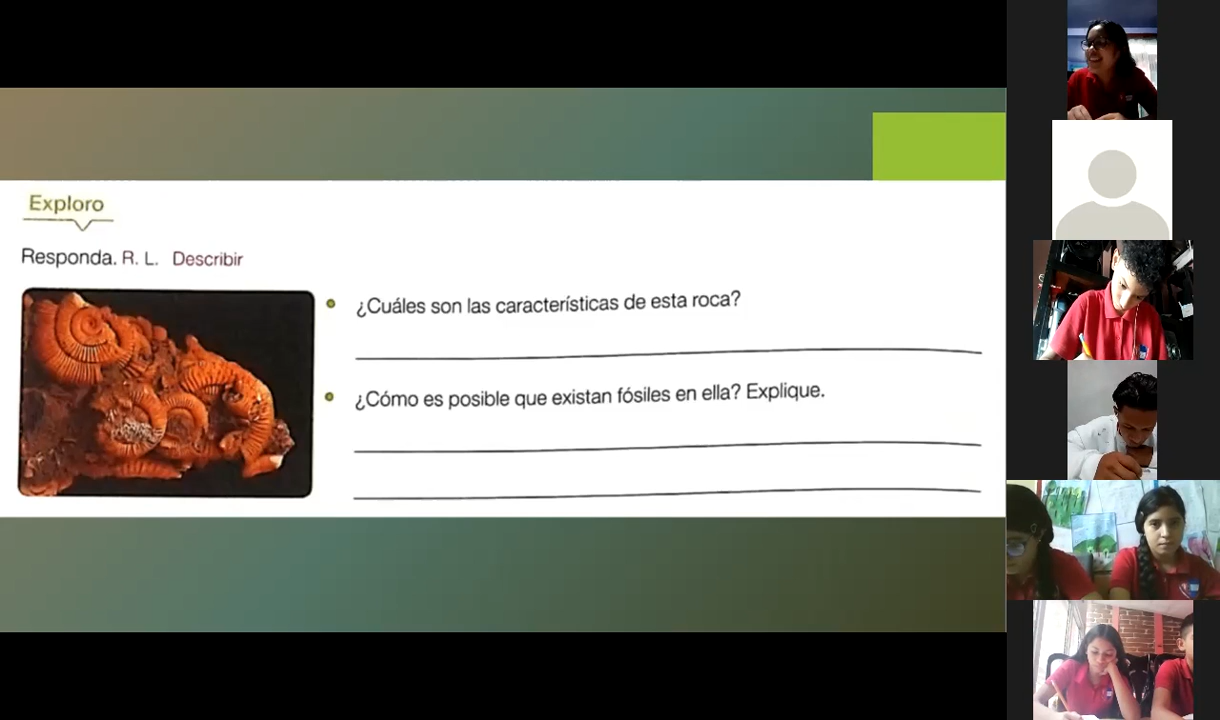 Exploro
Responda. R. L. Describir
¿Cuáles son las características de esta roca?
¿Cómo es posible que existan fósiles en ella? Explique.